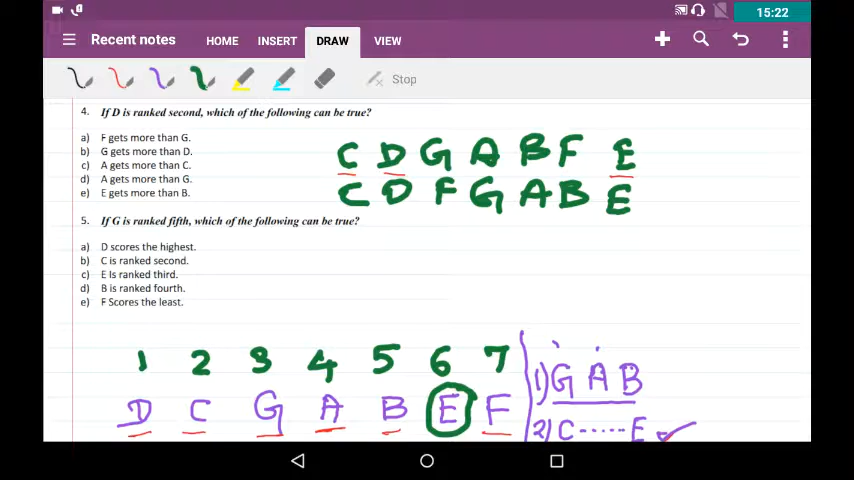 15:22
Recent notes HOME INSERT DRAW VIEW
Stop
4. If D is ranked second, which of the following can be true?
a) F gets more than G.
b) G gets more than D.
c) A gets more than C.
d) A gets more than G.
e) E gets more than B.
C D G A B F E
C D F G A B E
5. If G is ranked fifth, which of the following can be true?
a) D scores the highest.
b) C is ranked second.
c) E Is ranked third.
d) B is ranked fourth.
e) F Scores the least.
1 2 3 4 5 6 7
D C G A B E F
1) G A B
2) C ...... E